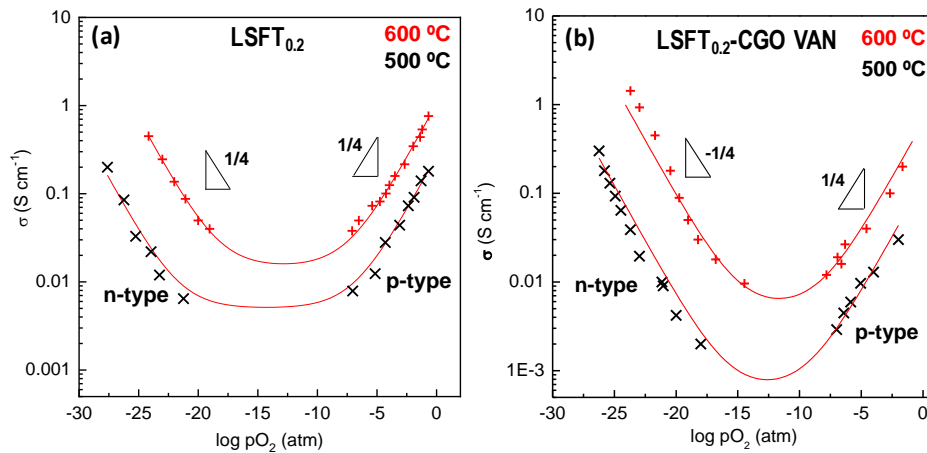 (a)
LSFT0.2
600 ºC
500 ºC
10
1
0.1
0.01
0.001
σ (S cm-1)
1/4
1/4
n-type
p-type
-30
-25
-20
-15
-10
-5
0
log pO2 (atm)
(b)
LSFT0.2-CGO VAN
600 ºC
500 ºC
10
1
0.1
0.01
1E-3
σ (S cm-1)
-1/4
1/4
n-type
p-type
-30
-25
-20
-15
-10
-5
0
log pO2 (atm)